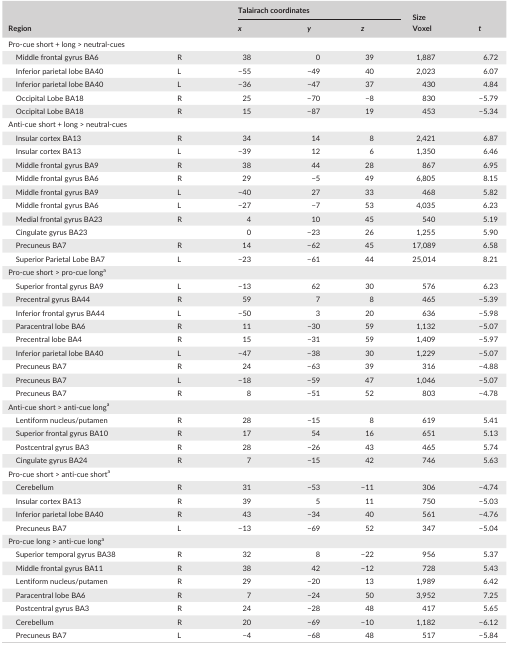 Talairach coordinates
Size
Region x y z Voxel t
Pro-cue short + long > neutral-cues
Middle frontal gyrus BA6 R 38 0 39 1,887 6.72
Inferior parietal lobe BA40 L −55 −49 40 2,023 6.07
Inferior parietal lobe BA40 L −36 −47 37 430 4.84
Occipital Lobe BA18 R 25 −70 −8 830 −5.79
Occipital Lobe BA18 R 15 −87 19 453 −5.34
Anti-cue short + long > neutral-cues
Insular cortex BA13 R 34 14 8 2,421 6.87
Insular cortex BA13 L −39 12 6 1,350 6.46
Middle frontal gyrus BA9 R 38 44 28 867 6.95
Middle frontal gyrus BA6 R 29 −5 49 6,805 8.15
Middle frontal gyrus BA9 L −40 27 33 468 5.82
Middle frontal gyrus BA6 L −27 −7 53 4,035 6.23
Medial frontal gyrus BA23 R 4 10 45 540 5.19
Cingulate gyrus BA23 0 −23 26 1,255 5.90
Precuneus BA7 R 14 −62 45 17,089 6.58
Superior Parietal Lobe BA7 L −23 −61 44 25,014 8.21
Pro-cue short > pro-cue longᵃ
Superior frontal gyrus BA9 L −13 62 30 576 6.23
Precentral gyrus BA44 R 59 7 8 465 −5.39
Inferior frontal gyrus BA44 L −50 3 20 636 −5.98
Paracentral lobe BA6 R 11 −30 59 1,132 −5.07
Precentral lobe BA4 R 15 −31 59 1,409 −5.97
Inferior parietal lobe BA40 L −47 −38 30 1,229 −5.07
Precuneus BA7 R 24 −63 39 316 −4.88
Precuneus BA7 L −18 −59 47 1,046 −5.07
Precuneus BA7 R 8 −51 52 803 −4.78
Anti-cue short > anti-cue longᵃ
Lentiform nucleus/putamen R 28 −15 8 619 5.41
Superior frontal gyrus BA10 R 17 54 16 651 5.13
Postcentral gyrus BA3 R 28 −26 43 465 5.74
Cingulate gyrus BA24 R 7 −15 42 746 5.63
Pro-cue short > anti-cue shortᵃ
Cerebellum R 31 −53 −11 306 −4.74
Insular cortex BA13 R 39 5 11 750 −5.03
Inferior parietal lobe BA40 R 43 −34 40 561 −4.76
Precuneus BA7 L −13 −69 52 347 −5.04
Pro-cue long > anti-cue longᵃ
Superior temporal gyrus BA38 R 32 8 −22 956 5.37
Middle frontal gyrus BA11 R 38 42 −12 728 5.43
Lentiform nucleus/putamen R 29 −20 13 1,989 6.42
Paracentral lobe BA6 R 7 −24 50 3,952 7.25
Postcentral gyrus BA3 R 24 −28 48 417 5.65
Cerebellum R 20 −69 −10 1,182 −6.12
Precuneus BA7 L −4 −68 48 517 −5.84